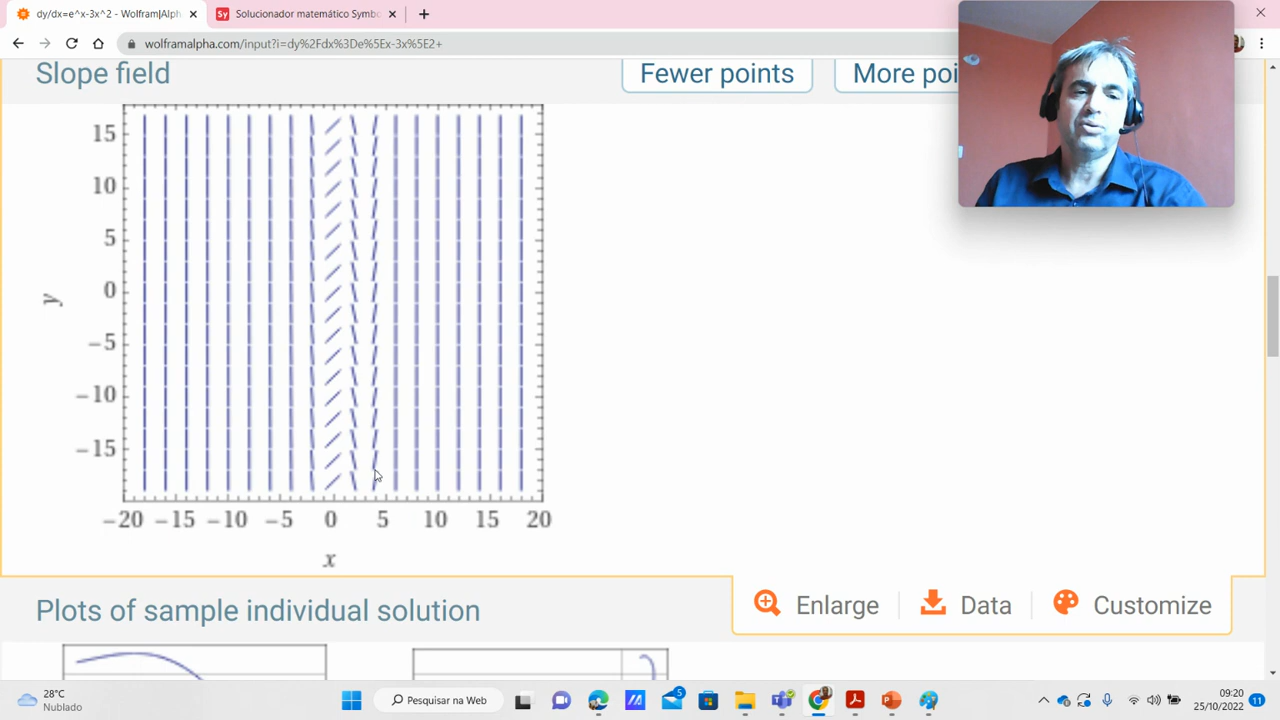 dy/dx=e^x-3x^2 - Wolfram|Alph
Solucionador matemático Symbo
wolframalpha.com/input?i=dy%2Fdx%3De%5Ex-3x%5E2+
Slope field
Fewer points
More poi
15
10
5
0
−5
−10
−15
y
−20 −15 −10 −5 0 5 10 15 20
x
Enlarge
Data
Customize
Plots of sample individual solution
28°C
Nublado
Pesquisar na Web
5
09:20
25/10/2022
11